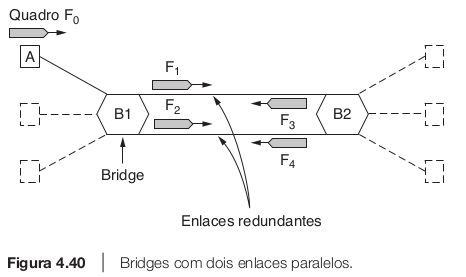 Quadro F0
A
F1
F2
F3
F4
B1
B2
Bridge
Enlaces redundantes
Figura 4.40 | Bridges com dois enlaces paralelos.